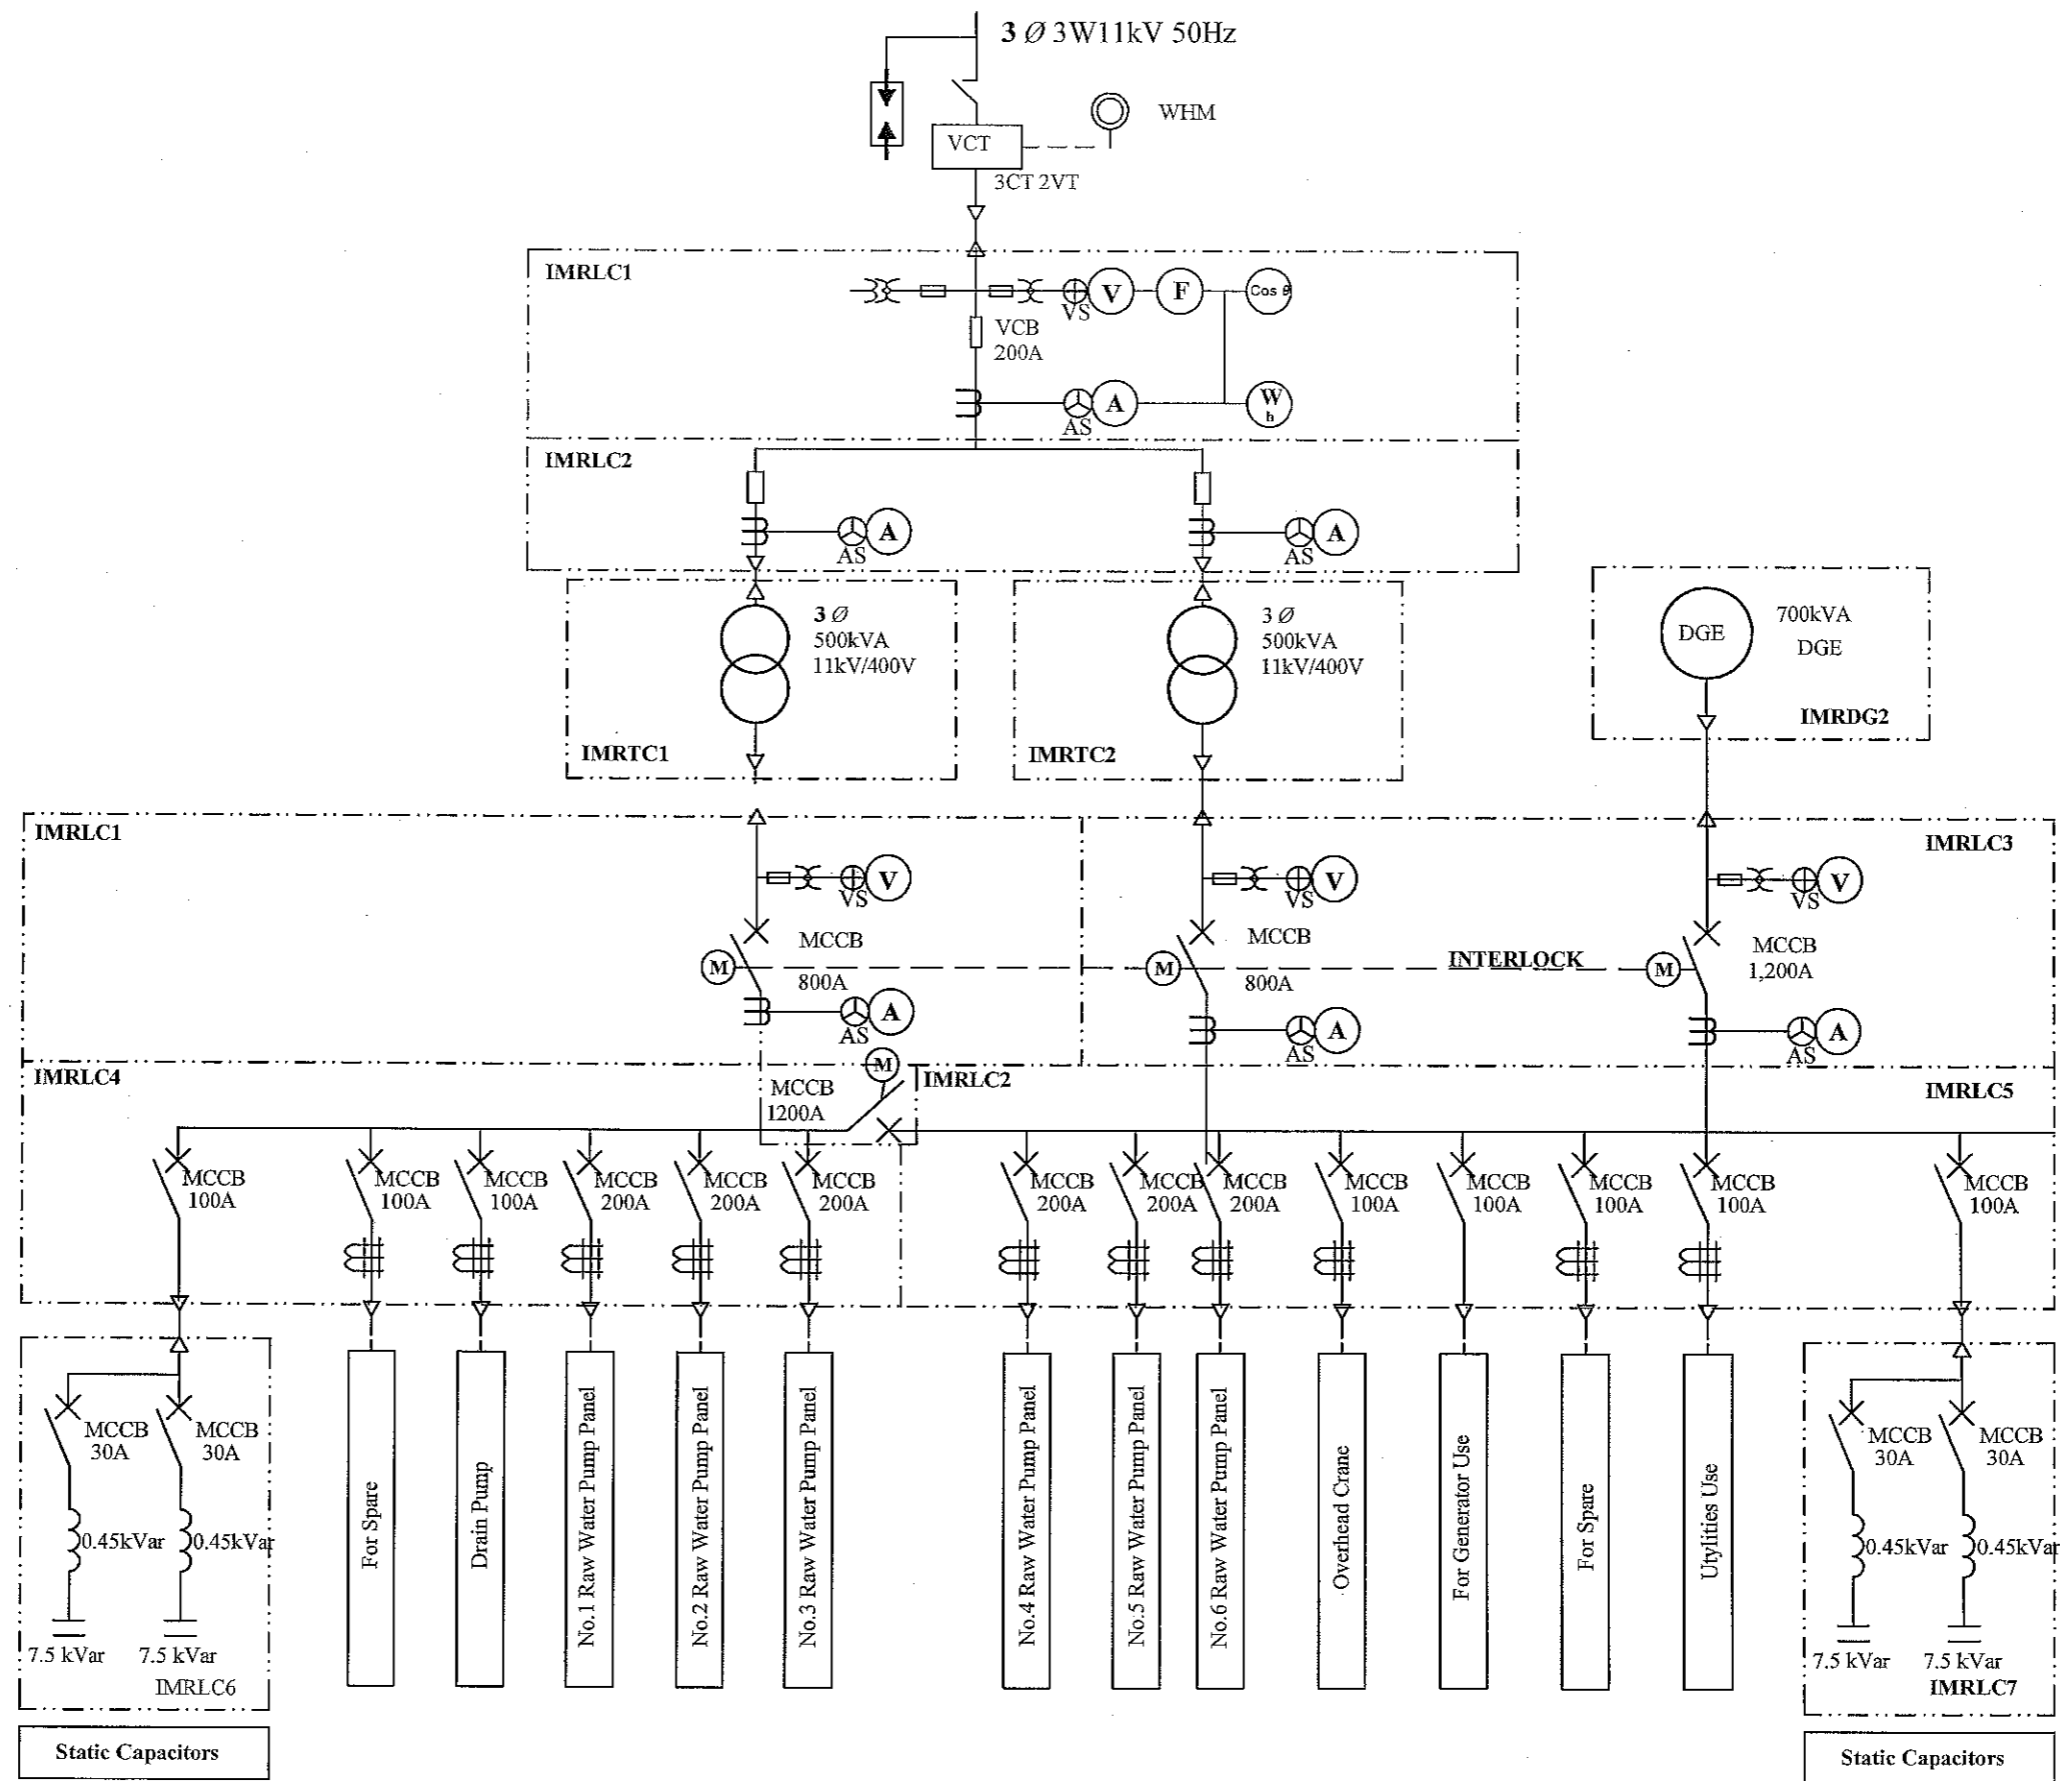 3 Ø 3W11kV 50Hz
WHM
VCT
3CT 2VT
IMRLC1
V
F
Cos θ
VS
VCB
200A
A
W
h
AS
IMRLC2
A
AS
A
AS
3 Ø
500kVA
11kV/400V
IMRTC1
3 Ø
500kVA
11kV/400V
IMRTC2
DGE
700kVA
DGE
IMRDG2
IMRLC1
IMRLC3
V
VS
V
VS
V
VS
MCCB
800A
M
MCCB
800A
M
INTERLOCK
MCCB
1,200A
M
A
AS
A
AS
A
AS
IMRLC4
M
MCCB
1200A
IMRLC2
IMRLC5
MCCB
100A
MCCB
100A
MCCB
100A
MCCB
200A
MCCB
200A
MCCB
200A
MCCB
200A
MCCB
200A
MCCB
200A
MCCB
100A
MCCB
100A
MCCB
100A
MCCB
100A
MCCB
100A
MCCB
30A
MCCB
30A
0.45kVar
0.45kVar
7.5 kVar
7.5 kVar
IMRLC6
Static Capacitors
For Spare
Drain Pump
No.1 Raw Water Pump Panel
No.2 Raw Water Pump Panel
No.3 Raw Water Pump Panel
No.4 Raw Water Pump Panel
No.5 Raw Water Pump Panel
No.6 Raw Water Pump Panel
Overhead Crane
For Generator Use
For Spare
Utylities Use
MCCB
30A
MCCB
30A
0.45kVar
0.45kVar
7.5 kVar
7.5 kVar
IMRLC7
Static Capacitors